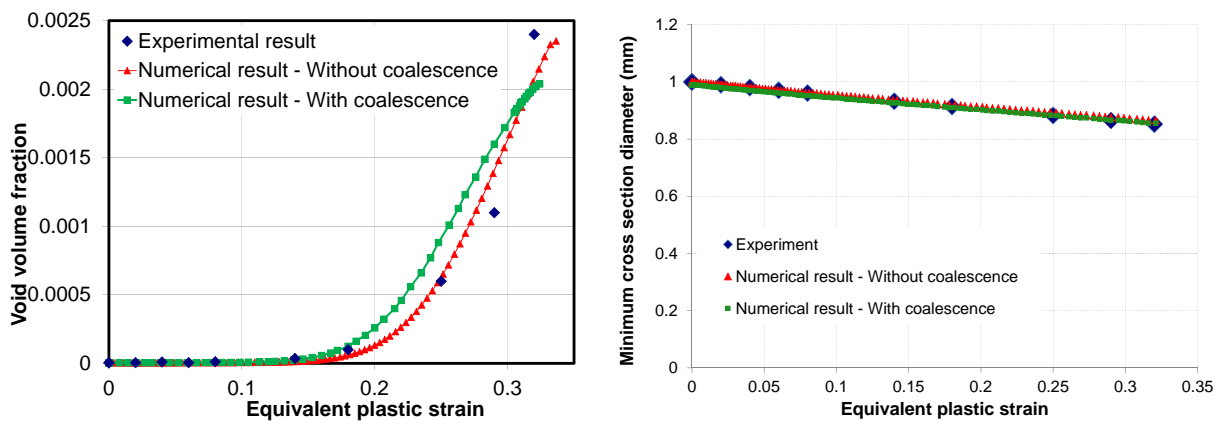 0.0025
0.002
0.0015
0.001
0.0005
0
Void volume fraction
Experimental result
Numerical result - Without coalescence
Numerical result - With coalescence
0 0.1 0.2 0.3
Equivalent plastic strain
1.2
1
0.8
0.6
0.4
0.2
0
Minimum cross section diameter (mm)
Experiment
Numerical result - Without coalescence
Numerical result - With coalescence
0 0.05 0.1 0.15 0.2 0.25 0.3 0.35
Equivalent plastic strain